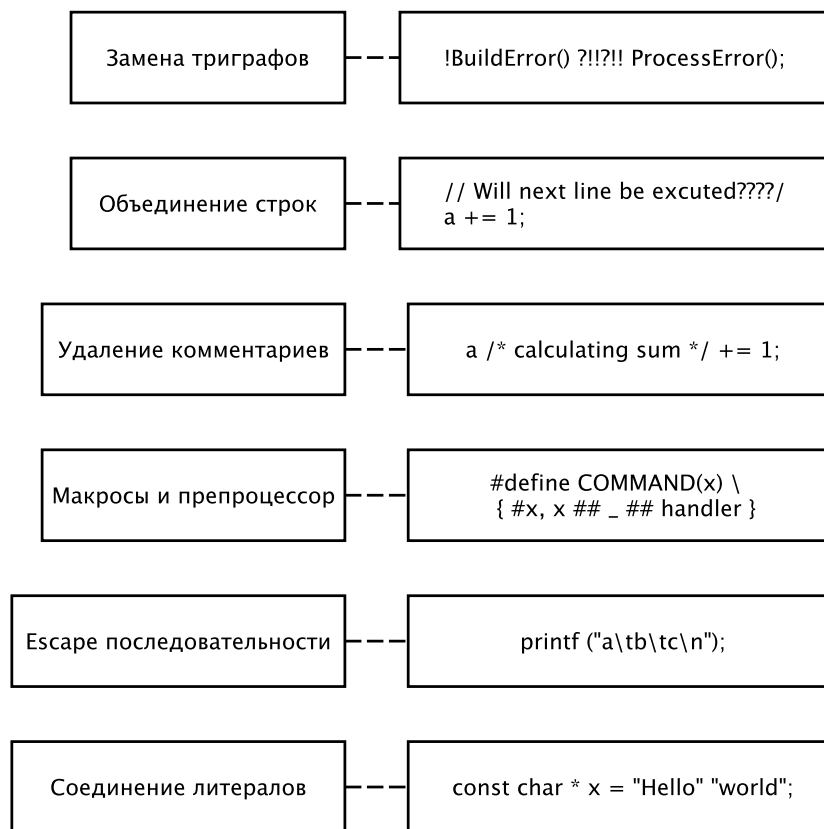 Замена триграфов
!BuildError() ?!!?!! ProcessError();
Объединение строк
// Will next line be excuted????/
a += 1;
Удаление комментариев
a /* calculating sum */ += 1;
Макросы и препроцессор
#define COMMAND(x) \
{ #x, x ## _ ## handler }
Escape последовательности
printf ("a\tb\tc\n");
Соединение литералов
const char * x = "Hello" "world";